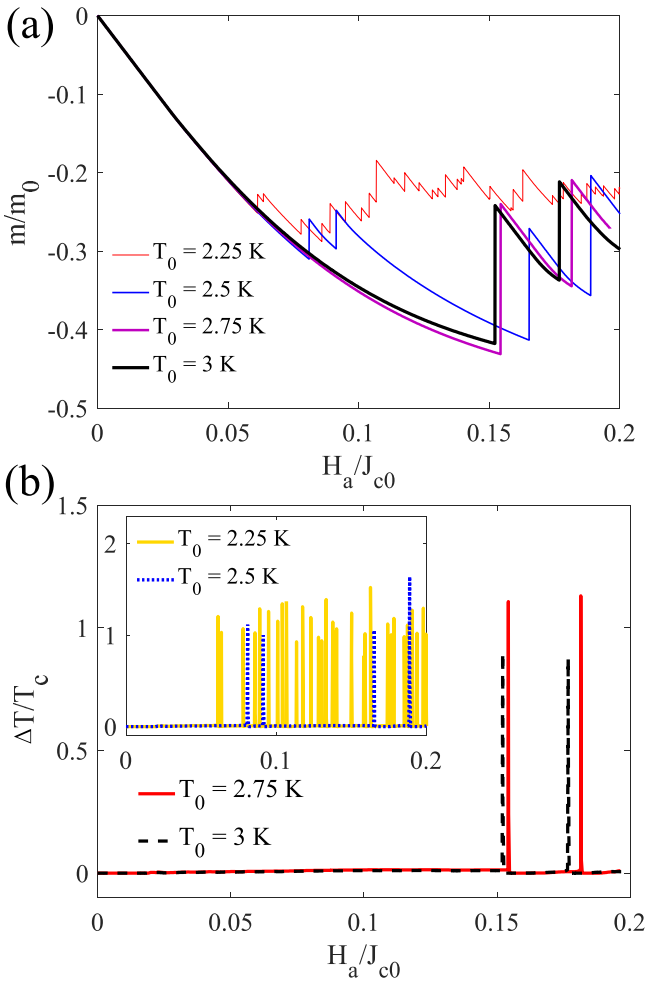 (a)
0
-0.1
-0.2
-0.3
-0.4
-0.5
m/m0
T0 = 2.25 K
T0 = 2.5 K
T0 = 2.75 K
T0 = 3 K
0 0.05 0.1 0.15 0.2
Ha/Jc0
(b)
1.5
1
0.5
0
ΔT/Tc
2
1
0
T0 = 2.25 K
T0 = 2.5 K
0 0.1 0.2
T0 = 2.75 K
T0 = 3 K
0 0.05 0.1 0.15 0.2
Ha/Jc0